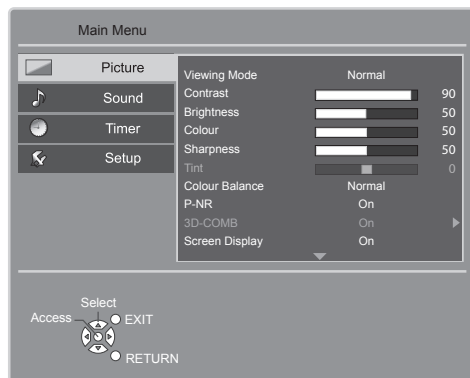 Main Menu
Picture
Sound
Timer
Setup
Viewing Mode Normal
Contrast 90
Brightness 50
Colour 50
Sharpness 50
Tint 0
Colour Balance Normal
P-NR On
3D-COMB On
Screen Display On
Select
Access EXIT
RETURN